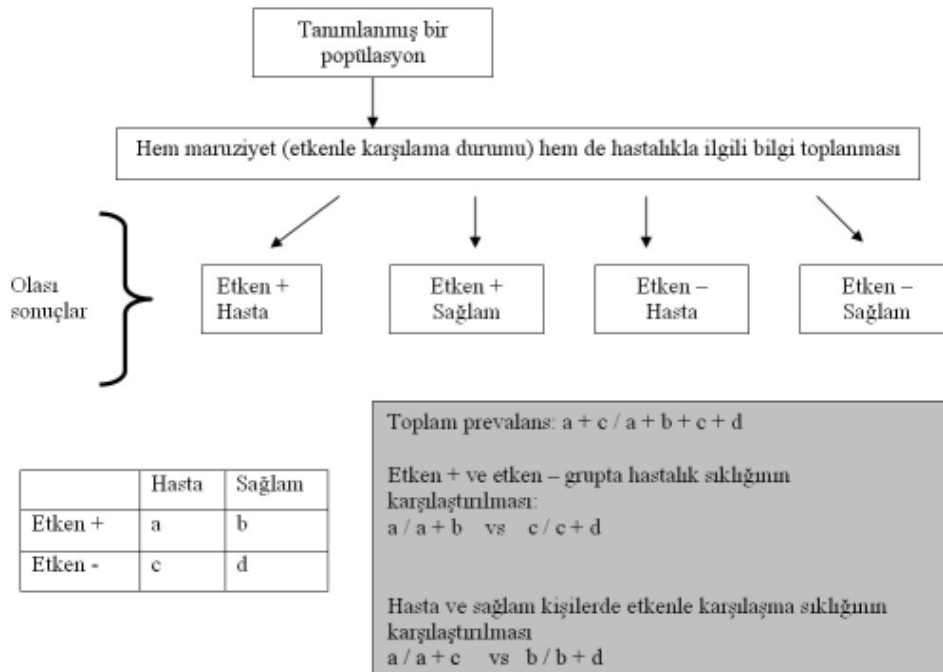 Tanımlanmış bir
popülasyon
Hem maruziyet (etkenle karşılama durumu) hem de hastalıkla ilgili bilgi toplanması
Olası
sonuçlar
Etken +
Hasta
Etken +
Sağlam
Etken –
Hasta
Etken –
Sağlam
Hasta Sağlam
Etken + a b
Etken - c d
Toplam prevalans: a + c / a + b + c + d
Etken + ve etken – grupta hastalık sıklığının
karşılaştırılması:
a / a + b vs c / c + d
Hasta ve sağlam kişilerde etkenle karşılaşma sıklığının
karşılaştırılması
a / a + c vs b / b + d